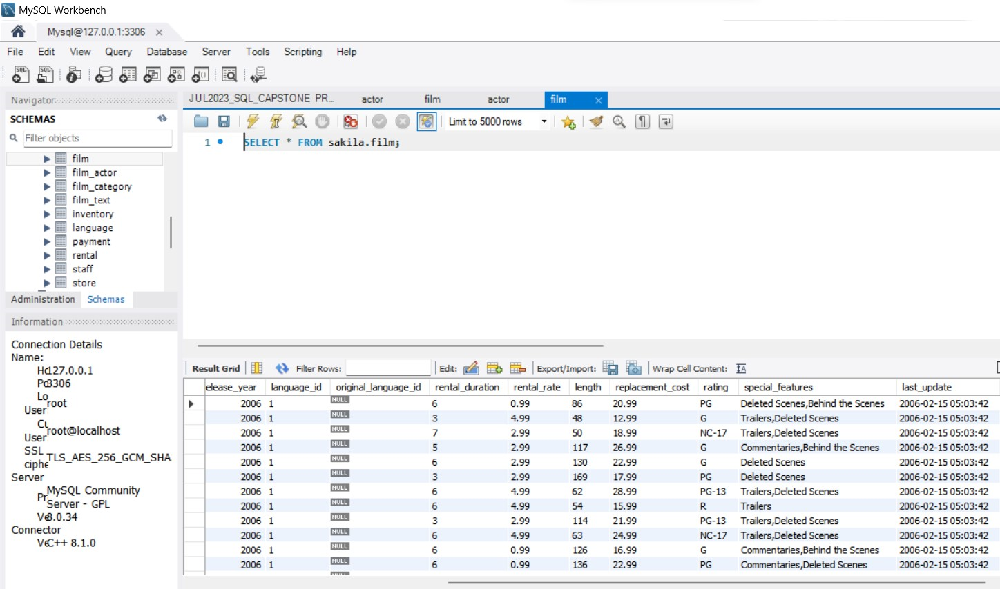 MySQL Workbench
Mysql@127.0.0.1:3306
File Edit View Query Database Server Tools Scripting Help
Navigator
SCHEMAS
Filter objects
film
film_actor
film_category
film_text
inventory
language
payment
rental
staff
store
Administration Schemas
Information
Connection Details
Name:
127.0.0.1
3306
Lo
root
User
root@localhost
User
SSL
TLS_AES_256_GCM_SHA
ciphe
Server
Pr
MySQL Community
Server - GPL
8.0.34
Connector
C++ 8.1.0
JUL2023_SQL_CAPSTONE PR... actor film actor film
Limit to 5000 rows
1 SELECT * FROM sakila.film;
Result Grid Filter Rows: Edit: Export/Import: Wrap Cell Content:
elease_year language_id original_language_id rental_duration rental_rate length replacement_cost rating special_features last_update
2006 1 NULL 6 0.99 86 20.99 PG Deleted Scenes,Behind the Scenes 2006-02-15 05:03:42
2006 1 NULL 3 4.99 48 12.99 G Trailers,Deleted Scenes 2006-02-15 05:03:42
2006 1 NULL 7 2.99 50 18.99 NC-17 Trailers,Deleted Scenes 2006-02-15 05:03:42
2006 1 NULL 5 2.99 117 26.99 G Commentaries,Behind the Scenes 2006-02-15 05:03:42
2006 1 NULL 6 2.99 130 22.99 G Deleted Scenes 2006-02-15 05:03:42
2006 1 NULL 3 2.99 169 17.99 PG Deleted Scenes 2006-02-15 05:03:42
2006 1 NULL 6 4.99 62 28.99 PG-13 Trailers,Deleted Scenes 2006-02-15 05:03:42
2006 1 NULL 6 4.99 54 15.99 R Trailers 2006-02-15 05:03:42
2006 1 NULL 3 2.99 114 21.99 PG-13 Trailers,Deleted Scenes 2006-02-15 05:03:42
2006 1 NULL 6 4.99 63 24.99 NC-17 Trailers,Deleted Scenes 2006-02-15 05:03:42
2006 1 NULL 6 0.99 126 16.99 G Commentaries,Behind the Scenes 2006-02-15 05:03:42
2006 1 NULL 6 0.99 136 22.99 PG Commentaries,Deleted Scenes 2006-02-15 05:03:42